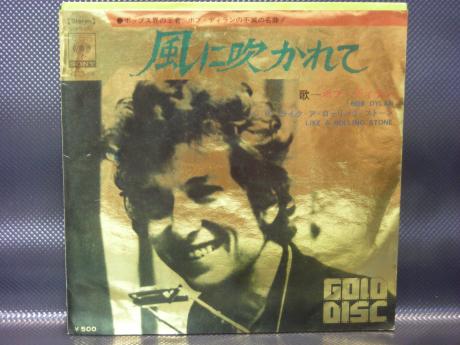 ●ポップス界の王者 ボブ・ディランの不滅の名曲!
Stereo
SONY
風に吹かれて
歌―ボブ・ディラン
BOB DYLAN
ライク・ア・ローリング・ストーン
LIKE A ROLLING STONE
GOLD
DISC
¥500